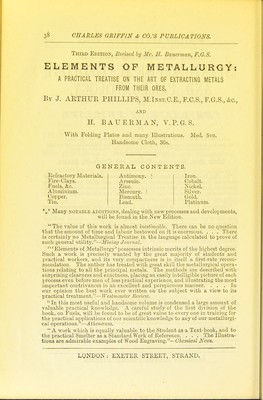 38 CHARLES GRIFFIN & CO.'S PUBLICATIONS.
THIRD EDITION, Revised by Mr. H. Bauerman, F.G.S.
ELEMENTS OF METALLURGY:
A PRACTICAL TREATISE ON THE ART OF EXTRACTING METALS
FROM THEIR ORES.
BY J. ARTHUR PHILLIPS, M.INST.C.E., F.C.S., F.G.S., &c.,
AND
H. BAUERMAN, V.P.G.S.
With Folding Plates and many Illustrations. Med. 8vo.
Handsome Cloth, 36s.
GENERAL CONTENTS.
Refractory Materials. Antimony. Iron.
Fire-Clays. Arsenic. Cobalt.
Fuels, &c. Zinc. Nickel.
Aluminium. Mercury. Silver.
Copper. Bismuth. Gold.
Tin. Lead. Platinum.
*** Many NOTABLE ADDITIONS, dealing with new processes and developments,
will be found in the New Edition.
"The value of this work is almost inestimable. There can be no question
that the amount of time and labour bestowed on it is enormous. . . . There
is certainly no Metallurgical Treatise in the language calculated to prove of
such general utility."—Mining Journal.
"'Elements of Metallurgy' possesses intrinsic merits of the highest degree.
Such a work is precisely wanted by the great majority of students and
practical workers, and its very compactness is in itself a first-rate recom-
mendation. The author has treated with great skill the metallurgical opera-
tions relating to all the principal metals. The methods are described with
surprising clearness and exactness, placing an easily intelligible picture of each
process even before men of less practical experience, and illustrating the most
important contrivances in an excellent and perspicuous manner. . . . In
our opinion the best work ever written on the subject with a view to its
practical treatment."—Westminster Review.
"In this most useful and handsome volume is condensed a large amount of
valuable practical knowledge. A careful study of the first division of the
book, on Fuels, will be found to be of great value to every one in training for
the practical applications of our scientific knowledge to any of our metallurgi-
cal operations."—Athenæum.
"A work which is equally valuable to the Student as a Text-book, and to
the practical Smelter as a Standard Work of Reference. . . . The Illustra-
tions are admirable examples of Wood Engraving."—Chemical News.
LONDON: EXETER STREET, STRAND.